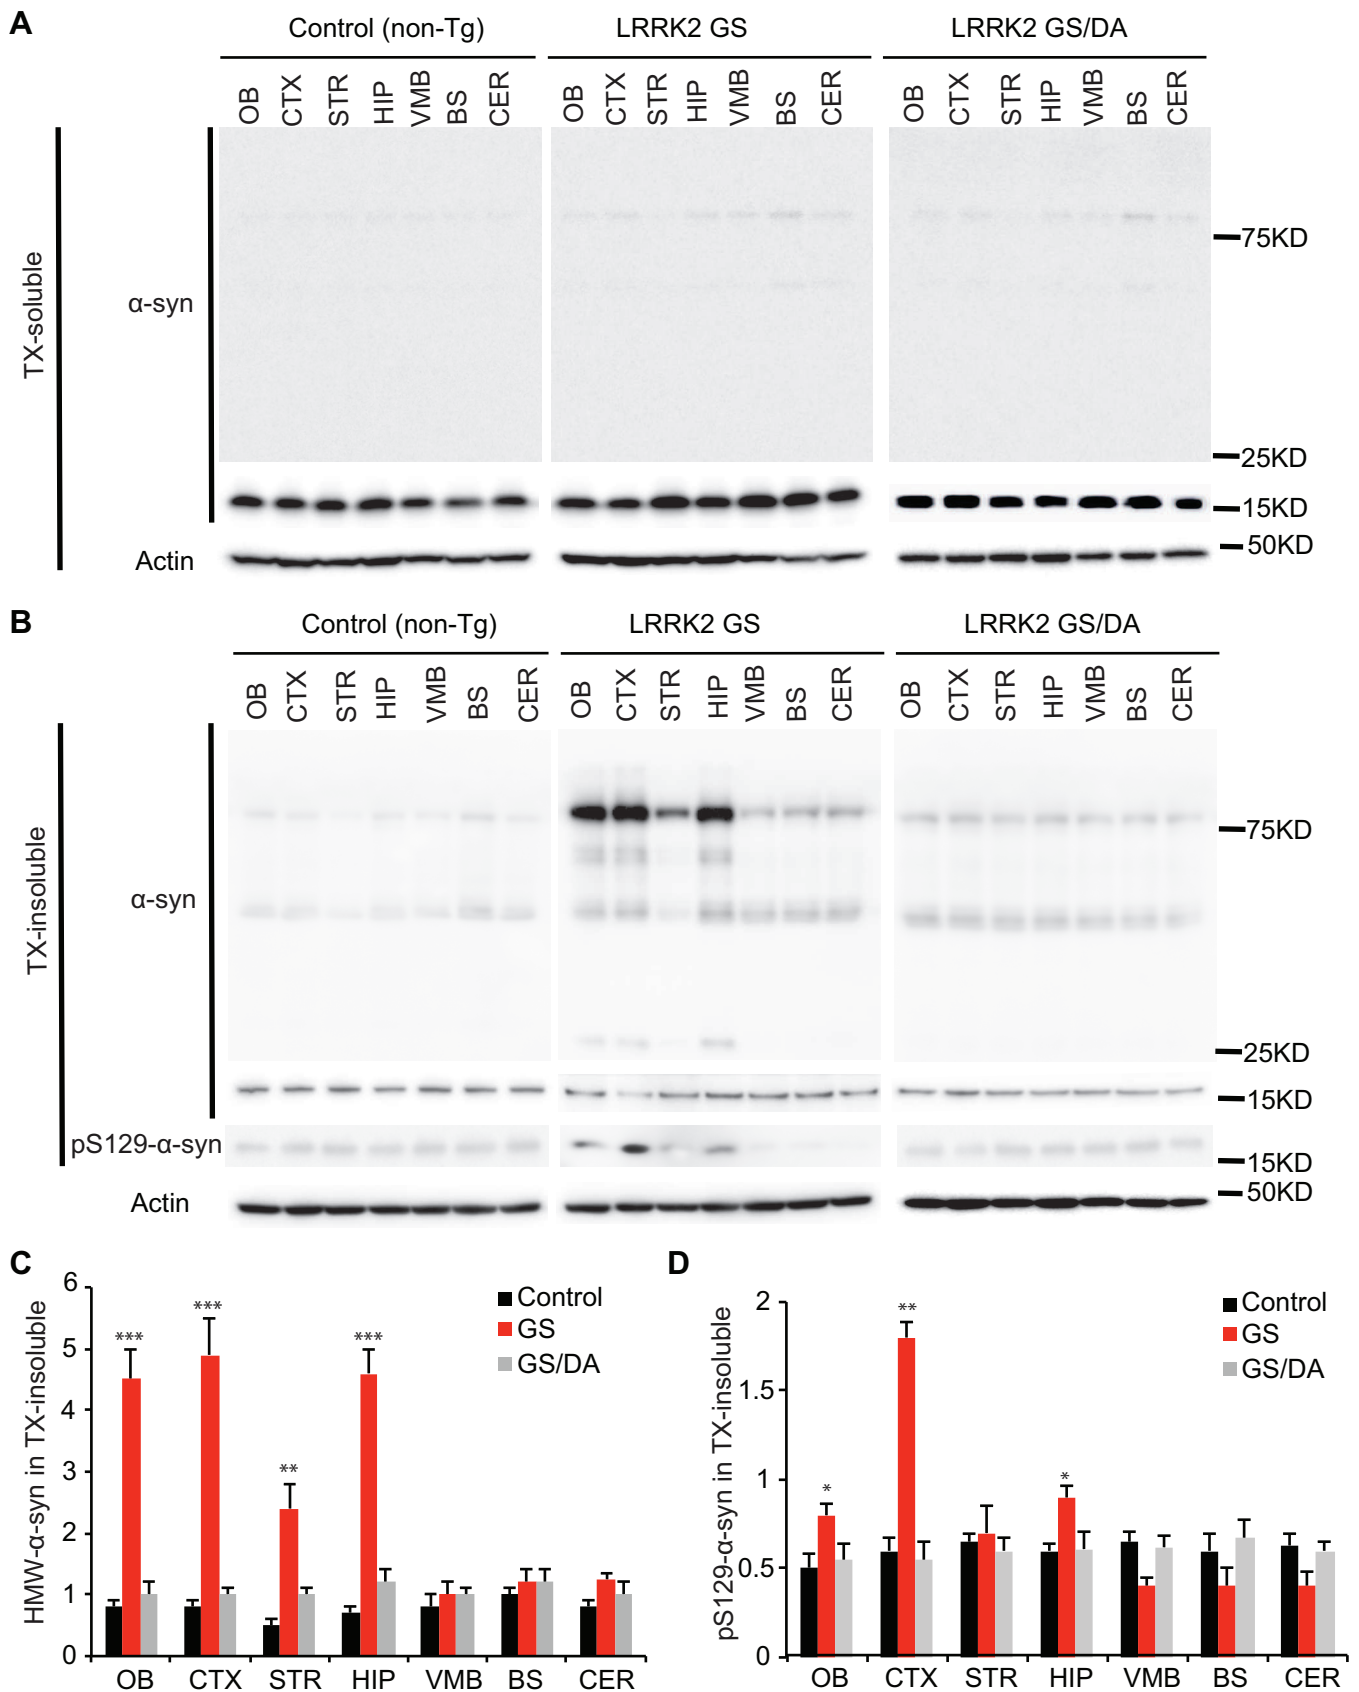 A
Control (non-Tg)
LRRK2 GS
LRRK2 GS/DA
OB CTX STR HIP VMB BS CER
OB CTX STR HIP VMB BS CER
OB CTX STR HIP VMB BS CER
TX-soluble
α-syn
75KD
25KD
15KD
Actin
50KD
B
Control (non-Tg)
LRRK2 GS
LRRK2 GS/DA
OB CTX STR HIP VMB BS CER
OB CTX STR HIP VMB BS CER
OB CTX STR HIP VMB BS CER
TX-insoluble
α-syn
75KD
25KD
15KD
pS129-α-syn
15KD
Actin
50KD
C
HMW-α-syn in TX-insoluble
6
5
4
3
2
1
0
***
***
**
***
Control
GS
GS/DA
OB CTX STR HIP VMB BS CER
D
pS129-α-syn in TX-insoluble
2
1.5
1
0.5
0
*
**
*
Control
GS
GS/DA
OB CTX STR HIP VMB BS CER